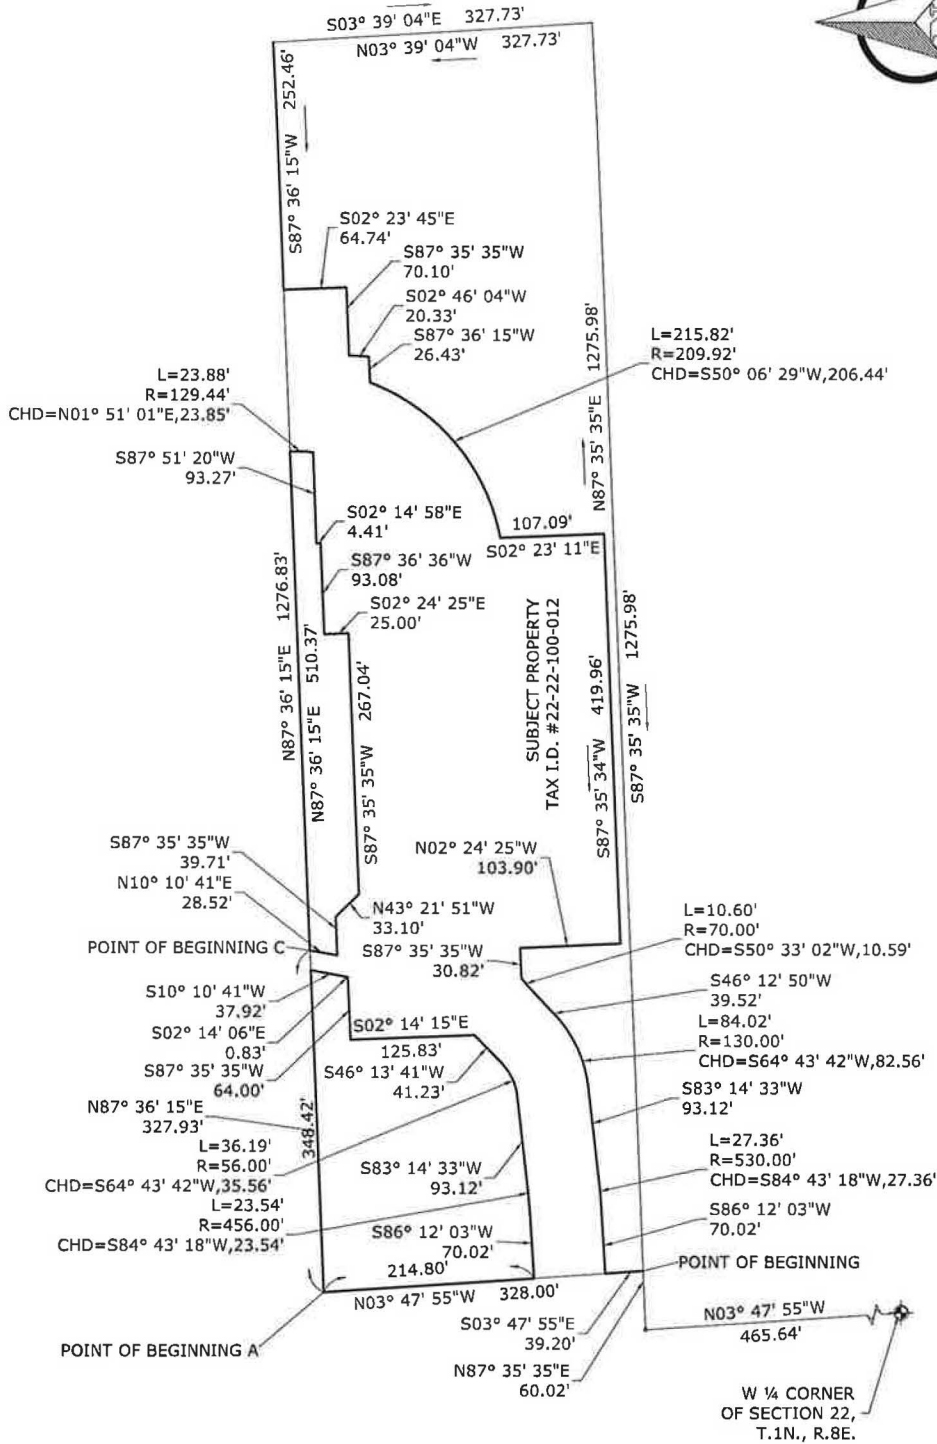 S03° 39' 04"E 327.73'
N03° 39' 04"W 327.73'
S87° 36' 15"W 252.46'
S02° 23' 45"E
64.74'
S87° 35' 35"W
70.10'
S02° 46' 04"W
20.33'
S87° 36' 15"W
26.43'
L=215.82'
R=209.92'
CHD=S50° 06' 29"W,206.44'
N87° 35' 35"E 1275.98'
L=23.88'
R=129.44'
CHD=N01° 51' 01"E,23.85'
S87° 51' 20"W
93.27'
S02° 14' 58"E
4.41'
S87° 36' 36"W
93.08'
S02° 24' 25"E
25.00'
107.09'
S02° 23' 11"E
N87° 36' 15"E 1276.83'
N87° 36' 15"E 510.37'
S87° 35' 35"W 267.04'
SUBJECT PROPERTY
TAX I.D. #22-22-100-012
S87° 35' 34"W 419.96'
S87° 35' 35"W 1275.98'
S87° 35' 35"W
39.71'
N10° 10' 41"E
28.52'
POINT OF BEGINNING C
N43° 21' 51"W
33.10'
N02° 24' 25"W
103.90'
S87° 35' 35"W
30.82'
L=10.60'
R=70.00'
CHD=S50° 33' 02"W,10.59'
S46° 12' 50"W
39.52'
L=84.02'
R=130.00'
CHD=S64° 43' 42"W,82.56'
S83° 14' 33"W
93.12'
L=27.36'
R=530.00'
CHD=S84° 43' 18"W,27.36'
S86° 12' 03"W
70.02'
S10° 10' 41"W
37.92'
S02° 14' 06"E
0.83'
S87° 35' 35"W
64.00'
S02° 14' 15"E
125.83'
S46° 13' 41"W
41.23'
N87° 36' 15"E
327.93'
348.42'
L=36.19'
R=56.00'
CHD=S64° 43' 42"W,35.56'
L=23.54'
R=456.00'
CHD=S84° 43' 18"W,23.54'
S83° 14' 33"W
93.12'
S86° 12' 03"W
70.02'
214.80'
N03° 47' 55"W 328.00'
POINT OF BEGINNING A
POINT OF BEGINNING
S03° 47' 55"E
39.20'
N87° 35' 35"E
60.02'
N03° 47' 55"W
465.64'
W ¼ CORNER
OF SECTION 22,
T.1N., R.8E.